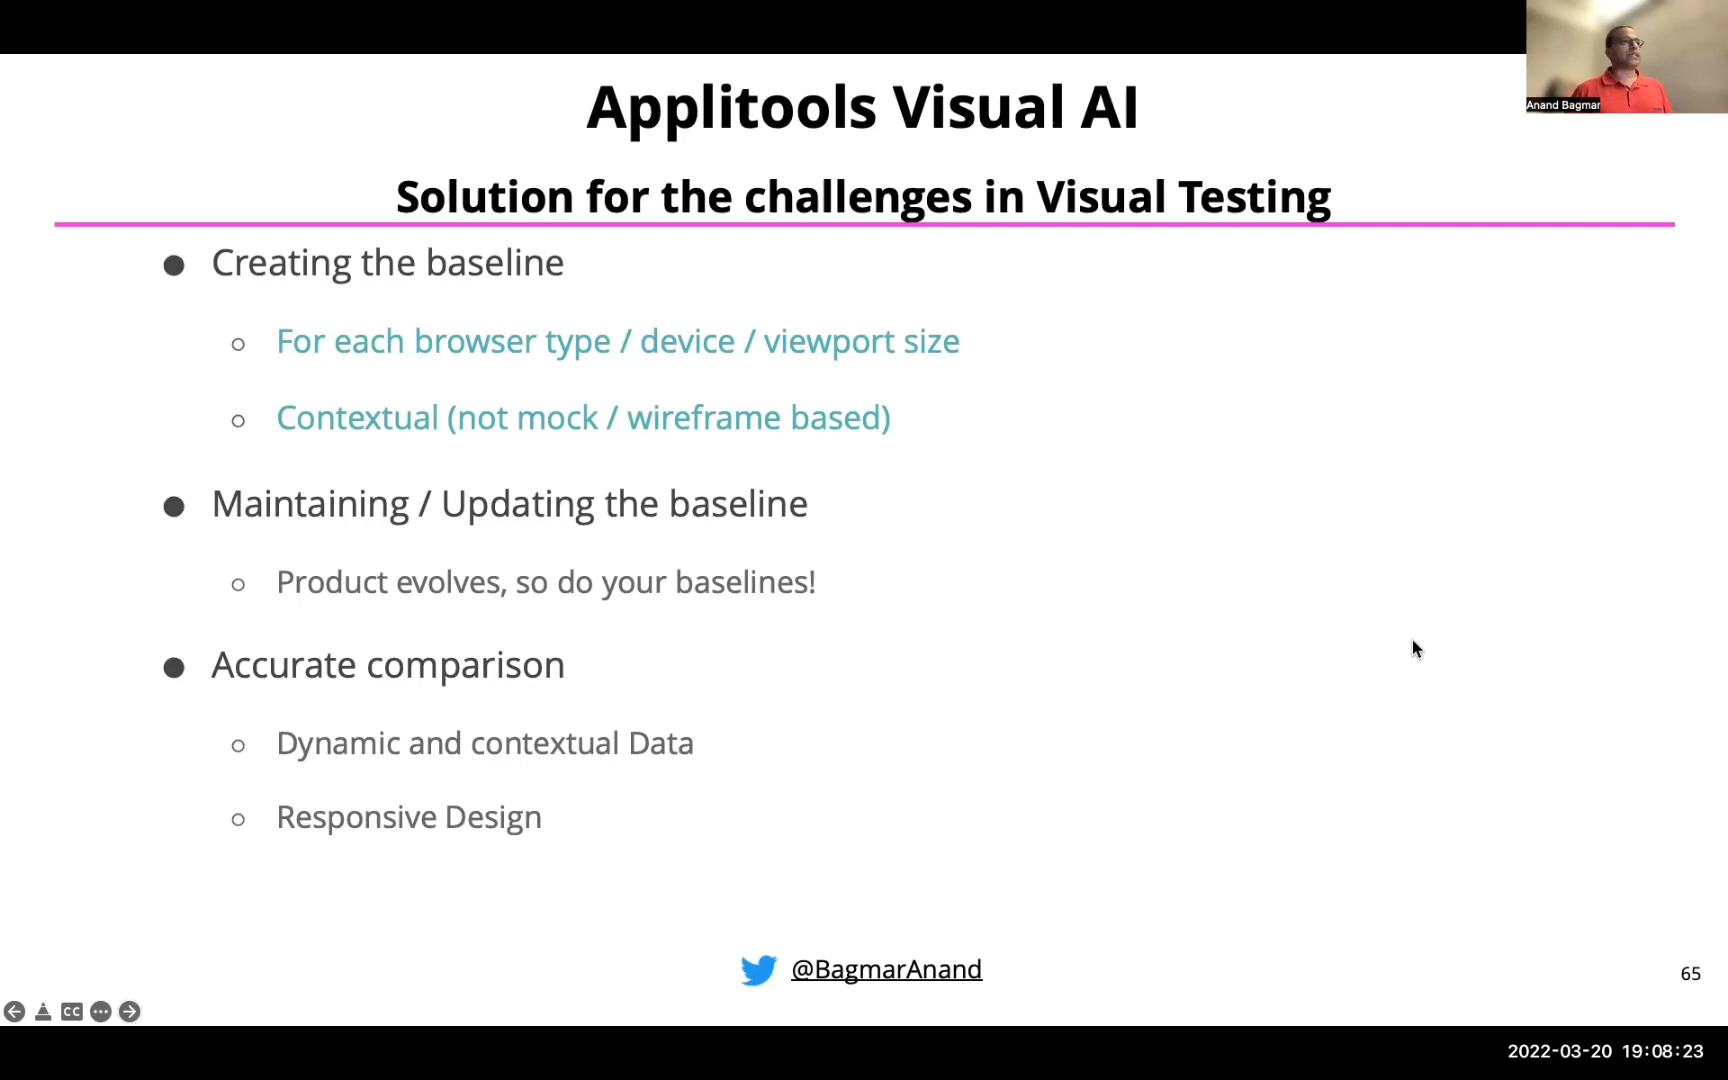 Anand Bagmar
Applitools Visual AI
Solution for the challenges in Visual Testing
● Creating the baseline
○ For each browser type / device / viewport size
○ Contextual (not mock / wireframe based)
● Maintaining / Updating the baseline
○ Product evolves, so do your baselines!
● Accurate comparison
○ Dynamic and contextual Data
○ Responsive Design
@BagmarAnand
65
CC
2022-03-20 19:08:23